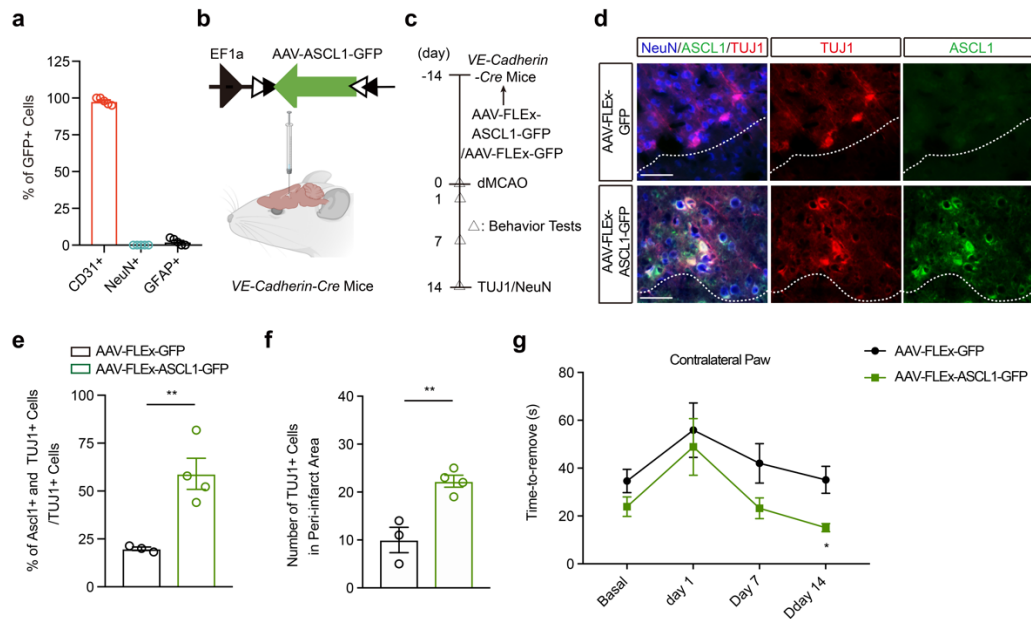 a
% of GFP+ Cells
125
100
75
50
25
0
CD31+
NeuN+
GFAP+
b
EF1a
AAV-ASCL1-GFP
VE-Cadherin-Cre Mice
c
(day)
-14
VE-Cadherin
-Cre Mice
AAV-FLEx-
ASCL1-GFP
/AAV-FLEx-GFP
0
dMCAO
1
△: Behavior Tests
7
14
TUJ1/NeuN
d
NeuN/ASCL1/TUJ1
TUJ1
ASCL1
AAV-FLEx-
GFP
AAV-FLEx-
ASCL1-GFP
e
AAV-FLEx-GFP
AAV-FLEx-ASCL1-GFP
% of Ascl1+ and TUJ1+ Cells
/TUJ1+ Cells
100
75
50
25
0
**
f
Number of TUJ1+ Cells
in Peri-infarct Area
40
30
20
10
0
**
g
Contralateral Paw
AAV-FLEx-GFP
AAV-FLEx-ASCL1-GFP
Time-to-remove (s)
80
60
40
20
0
*
Basal
day 1
Day 7
Dday 14